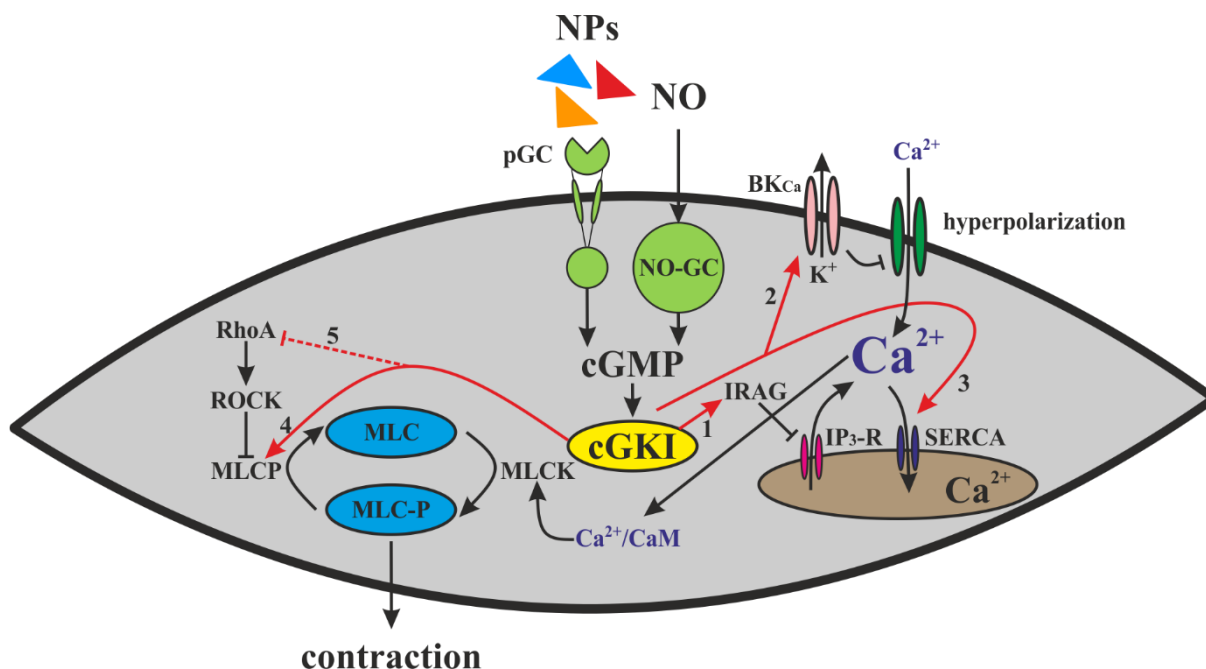 NPs
NO
pGC
Ca²⁺
BKCa
hyperpolarization
K⁺
NO-GC
2
RhoA
5
cGMP
Ca²⁺
3
ROCK
IRAG
4
MLC
cGKI
1
IP₃-R
SERCA
MLCP
MLCK
Ca²⁺
MLC-P
Ca²⁺/CaM
contraction